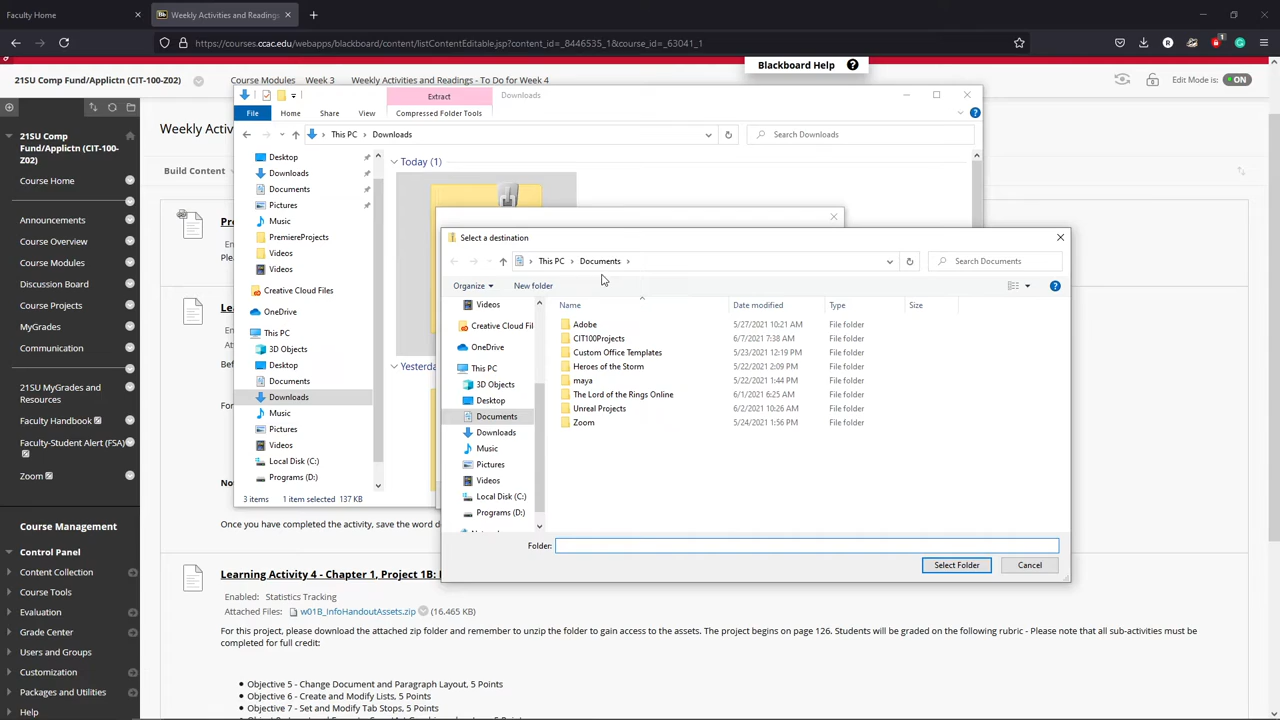 Faculty Home
Weekly Activities and Readings -
https://courses.ccac.edu/webapps/blackboard/content/listContentEditable.jsp?content_id=_8446535_1&course_id=_63041_1
Blackboard Help
21SU Comp Fund/Applictn (CIT-100-Z02)
Course Modules
Week 3
Weekly Activities and Readings - To Do for Week 4
Edit Mode is:
ON
21SU Comp
Fund/Applictn (CIT-100-
Z02)
Course Home
Announcements
Course Overview
Course Modules
Discussion Board
Course Projects
MyGrades
Communication
21SU MyGrades and
Resources
Faculty Handbook
Faculty-Student Alert (FSA)
Zoom
Course Management
Control Panel
Content Collection
Course Tools
Evaluation
Grade Center
Users and Groups
Customization
Packages and Utilities
Help
Weekly Activ
Build Content
Extract
Downloads
File
Home
Share
View
Compressed Folder Tools
This PC
Downloads
Search Downloads
Desktop
Downloads
Documents
Pictures
Music
PremiereProjects
Videos
Videos
Creative Cloud Files
OneDrive
This PC
3D Objects
Desktop
Documents
Downloads
Music
Pictures
Videos
Local Disk (C:)
Programs (D:)
Today (1)
Yesterda
3 items
1 item selected
137 KB
Select a destination
This PC
Documents
Search Documents
Organize
New folder
Videos
Creative Cloud Fil
OneDrive
This PC
3D Objects
Desktop
Documents
Downloads
Music
Pictures
Videos
Local Disk (C:)
Programs (D:)
Name
Date modified
Type
Size
Adobe 5/27/2021 10:21 AM File folder
CIT100Projects 6/7/2021 7:38 AM File folder
Custom Office Templates 5/23/2021 12:19 PM File folder
Heroes of the Storm 5/22/2021 2:09 PM File folder
maya 5/22/2021 1:44 PM File folder
The Lord of the Rings Online 6/1/2021 6:25 AM File folder
Unreal Projects 6/2/2021 10:26 AM File folder
Zoom 5/24/2021 1:56 PM File folder
Folder:
Select Folder
Cancel
Once you have completed the activity, save the word d
Learning Activity 4 - Chapter 1, Project 1B:
Enabled: Statistics Tracking
Attached Files: w01B_InfoHandoutAssets.zip (16.465 KB)
For this project, please download the attached zip folder and remember to unzip the folder to gain access to the assets. The project begins on page 126. Students will be graded on the following rubric - Please note that all sub-activities must be
completed for full credit:
Objective 5 - Change Document and Paragraph Layout, 5 Points
Objective 6 - Create and Modify Lists, 5 Points
Objective 7 - Set and Modify Tab Stops, 5 Points